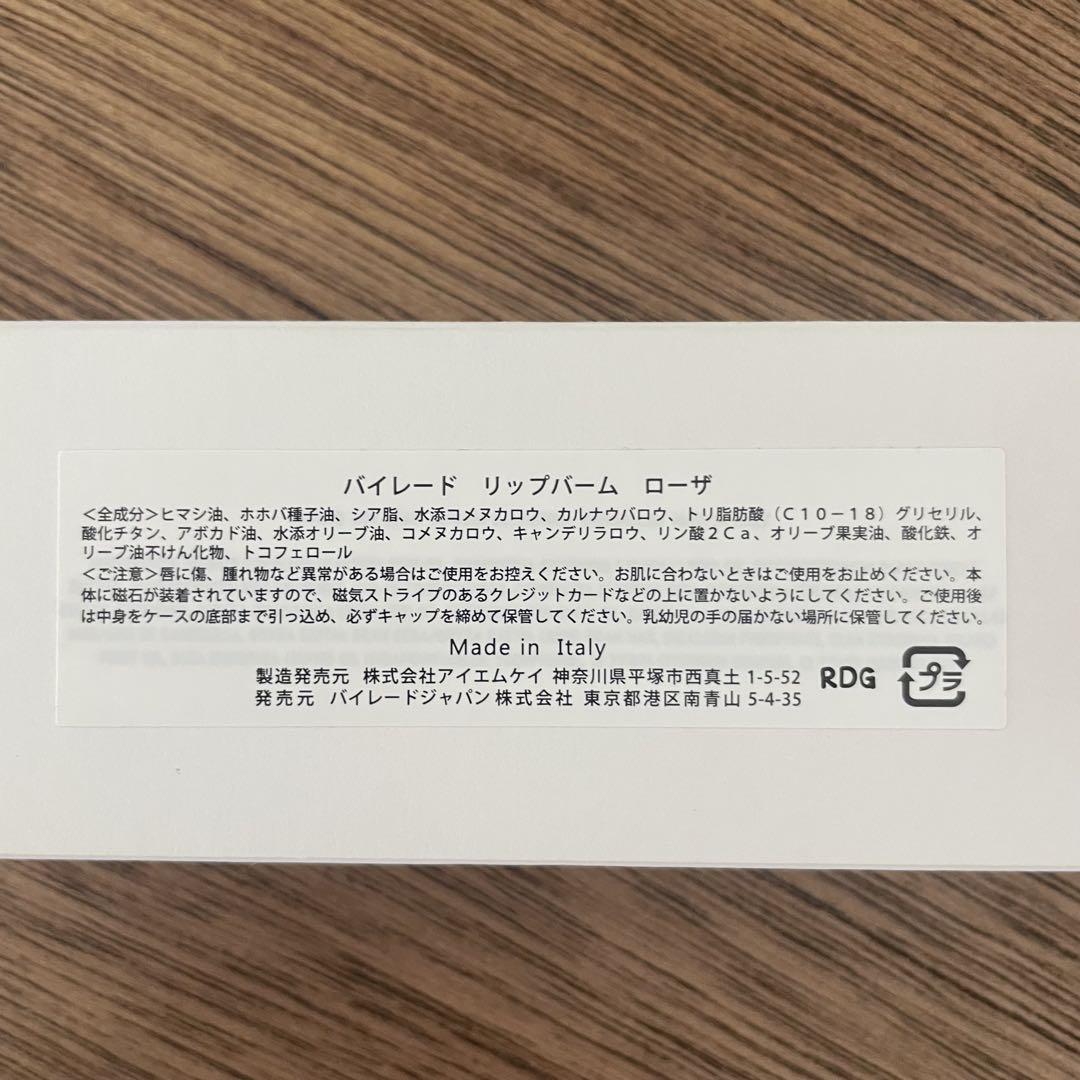 バイレード　リップバーム　ローザ
＜全成分＞ヒマシ油、ホホバ種子油、シア脂、水添コメヌカロウ、カルナウバロウ、トリ脂肪酸（Ｃ１０－１８）グリセリル、
酸化チタン、アボカド油、水添オリーブ油、コメヌカロウ、キャンデリラロウ、リン酸２Ｃａ、オリーブ果実油、酸化鉄、オ
リーブ油不けん化物、トコフェロール
＜ご注意＞唇に傷、腫れ物など異常がある場合はご使用をお控えください。お肌に合わないときはご使用をお止めください。本
体に磁石が装着されていますので、磁気ストライプのあるクレジットカードなどの上に置かないようにしてください。ご使用後
は中身をケースの底部まで引っ込め、必ずキャップを締めて保管してください。乳幼児の手の届かない場所に保管してください。
Made in Italy
製造発売元 株式会社アイエムケイ 神奈川県平塚市西真土 1-5-52
発売元 バイレードジャパン株式会社 東京都港区南青山 5-4-35
RDG
プラ